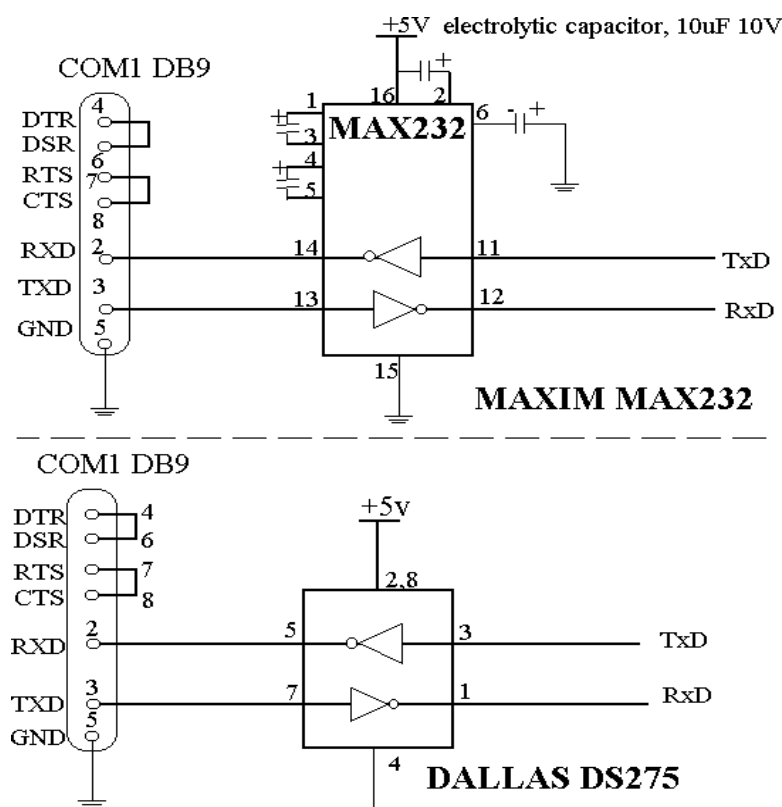 +5V electrolytic capacitor, 10uF 10V
COM1 DB9
4
DTR
DSR
6
RTS 7
CTS
8
RXD 2
TXD 3
GND 5
16 2
+
1
+
3
4
+
5
6 - +
MAX232
14 11 TxD
13 12 RxD
15
MAXIM MAX232
COM1 DB9
DTR 4
DSR 6
RTS 7
CTS 8
RXD 2
TXD 3
GND 5
+5v
2,8
5 3 TxD
7 1 RxD
4
DALLAS DS275